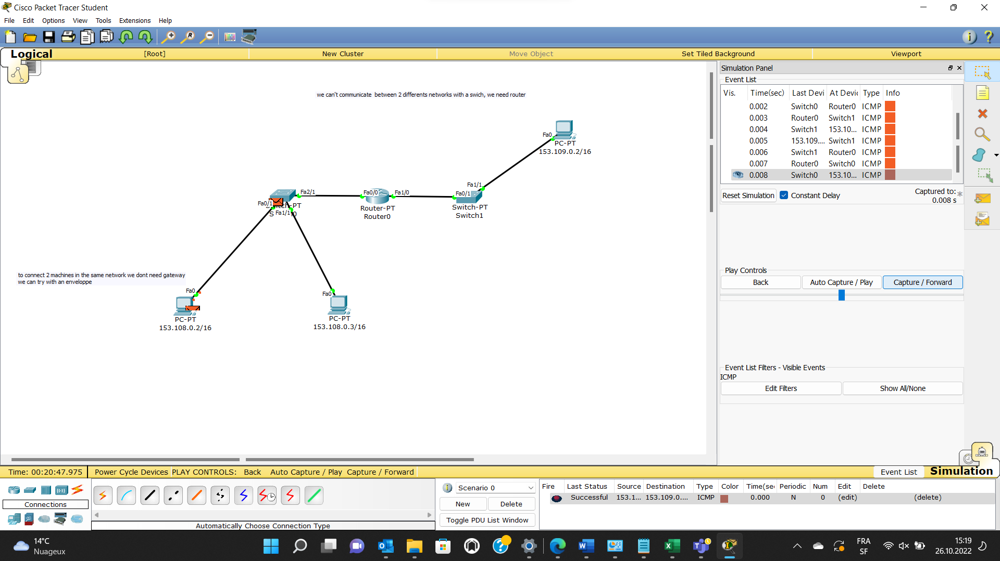 Cisco Packet Tracer Student
File Edit Options View Tools Extensions Help
Logical [Root] New Cluster Move Object Set Tiled Background Viewport
we can't communicate between 2 differents networks with a swich, we need router
Fa0
PC-PT
153.109.0.2/16
Fa2/1 Fa0/0 Fa1/0 Fa0/1 Fa1/1
Fa0/1
Fa1/1
Router-PT
Router0
Switch-PT
Switch1
to connect 2 machines in the same network we dont need gateway
we can try with an enveloppe
Fa0
PC-PT
153.108.0.2/16
Fa0
PC-PT
153.108.0.3/16
Simulation Panel
Event List
Vis. Time(sec) Last Devi At Devic Type Info
0.002 Switch0 Router0 ICMP
0.003 Router0 Switch1 ICMP
0.004 Switch1 153.10... ICMP
0.005 153.109.... Switch1 ICMP
0.006 Switch1 Router0 ICMP
0.007 Router0 Switch0 ICMP
0.008 Switch0 153.10... ICMP
Reset Simulation Constant Delay Captured to: *
0.008 s
Play Controls
Back Auto Capture / Play Capture / Forward
Event List Filters - Visible Events
ICMP
Edit Filters Show All/None
Time: 00:20:47.975 Power Cycle Devices PLAY CONTROLS: Back Auto Capture / Play Capture / Forward Event List Simulation
Connections
Automatically Choose Connection Type
Scenario 0
New Delete
Toggle PDU List Window
Fire Last Status Source Destination Type Color Time(sec Periodic Num Edit Delete
Successful 153.1... 153.109.0.... ICMP 0.000 N 0 (edit) (delete)
14°C
Nuageux
FRA
SF
15:19
26.10.2022